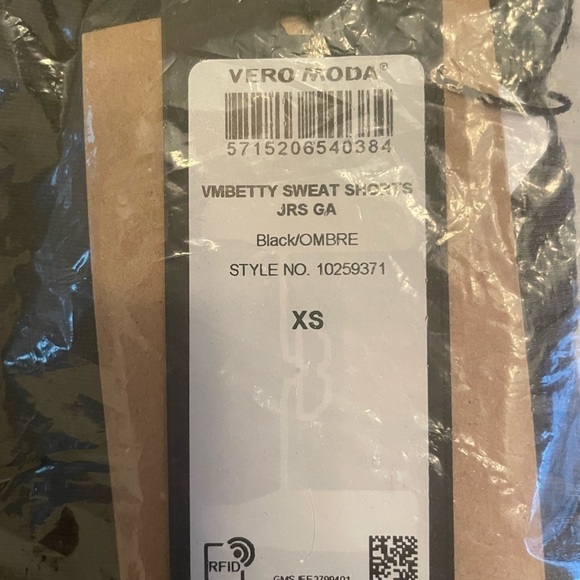 VERO MODA®
5715206540384
VMBETTY SWEAT SHORTS
JRS GA
Black/OMBRE
STYLE NO. 10259371
XS
RFID